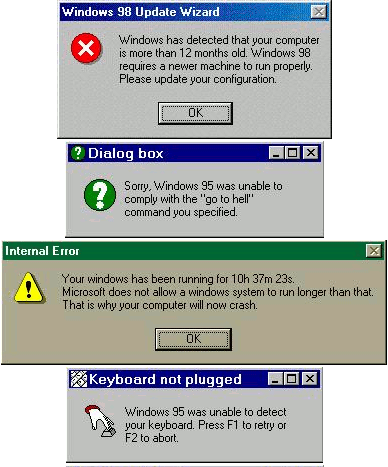 Windows 98 Update Wizard
Windows has detected that your computer
is more than 12 months old. Windows 98
requires a newer machine to run properly.
Please update your configuration.
OK
Dialog box
Sorry, Windows 95 was unable to
comply with the "go to hell"
command you specified.
Internal Error
Your windows has been running for 10h 37m 23s.
Microsoft does not allow a windows system to run longer than that.
That is why your computer will now crash.
OK
Keyboard not plugged
Windows 95 was unable to detect
your keyboard. Press F1 to retry or
F2 to abort.